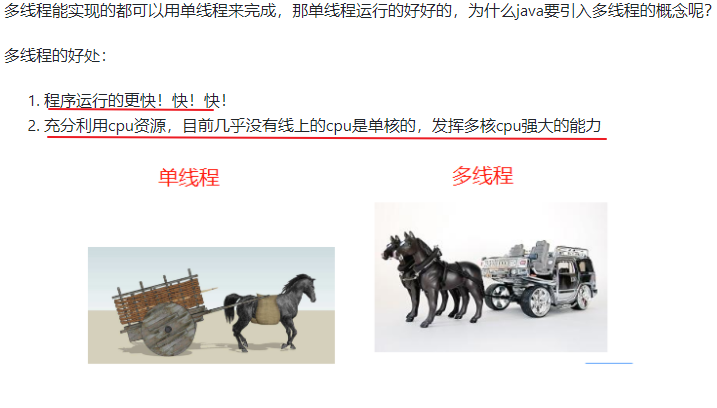 多线程能实现的都可以用单线程来完成，那单线程运行的好好的，为什么java要引入多线程的概念呢？
多线程的好处：
1. 程序运行的更快！快！快！
2. 充分利用cpu资源，目前几乎没有线上的cpu是单核的，发挥多核cpu强大的能力
单线程
多线程